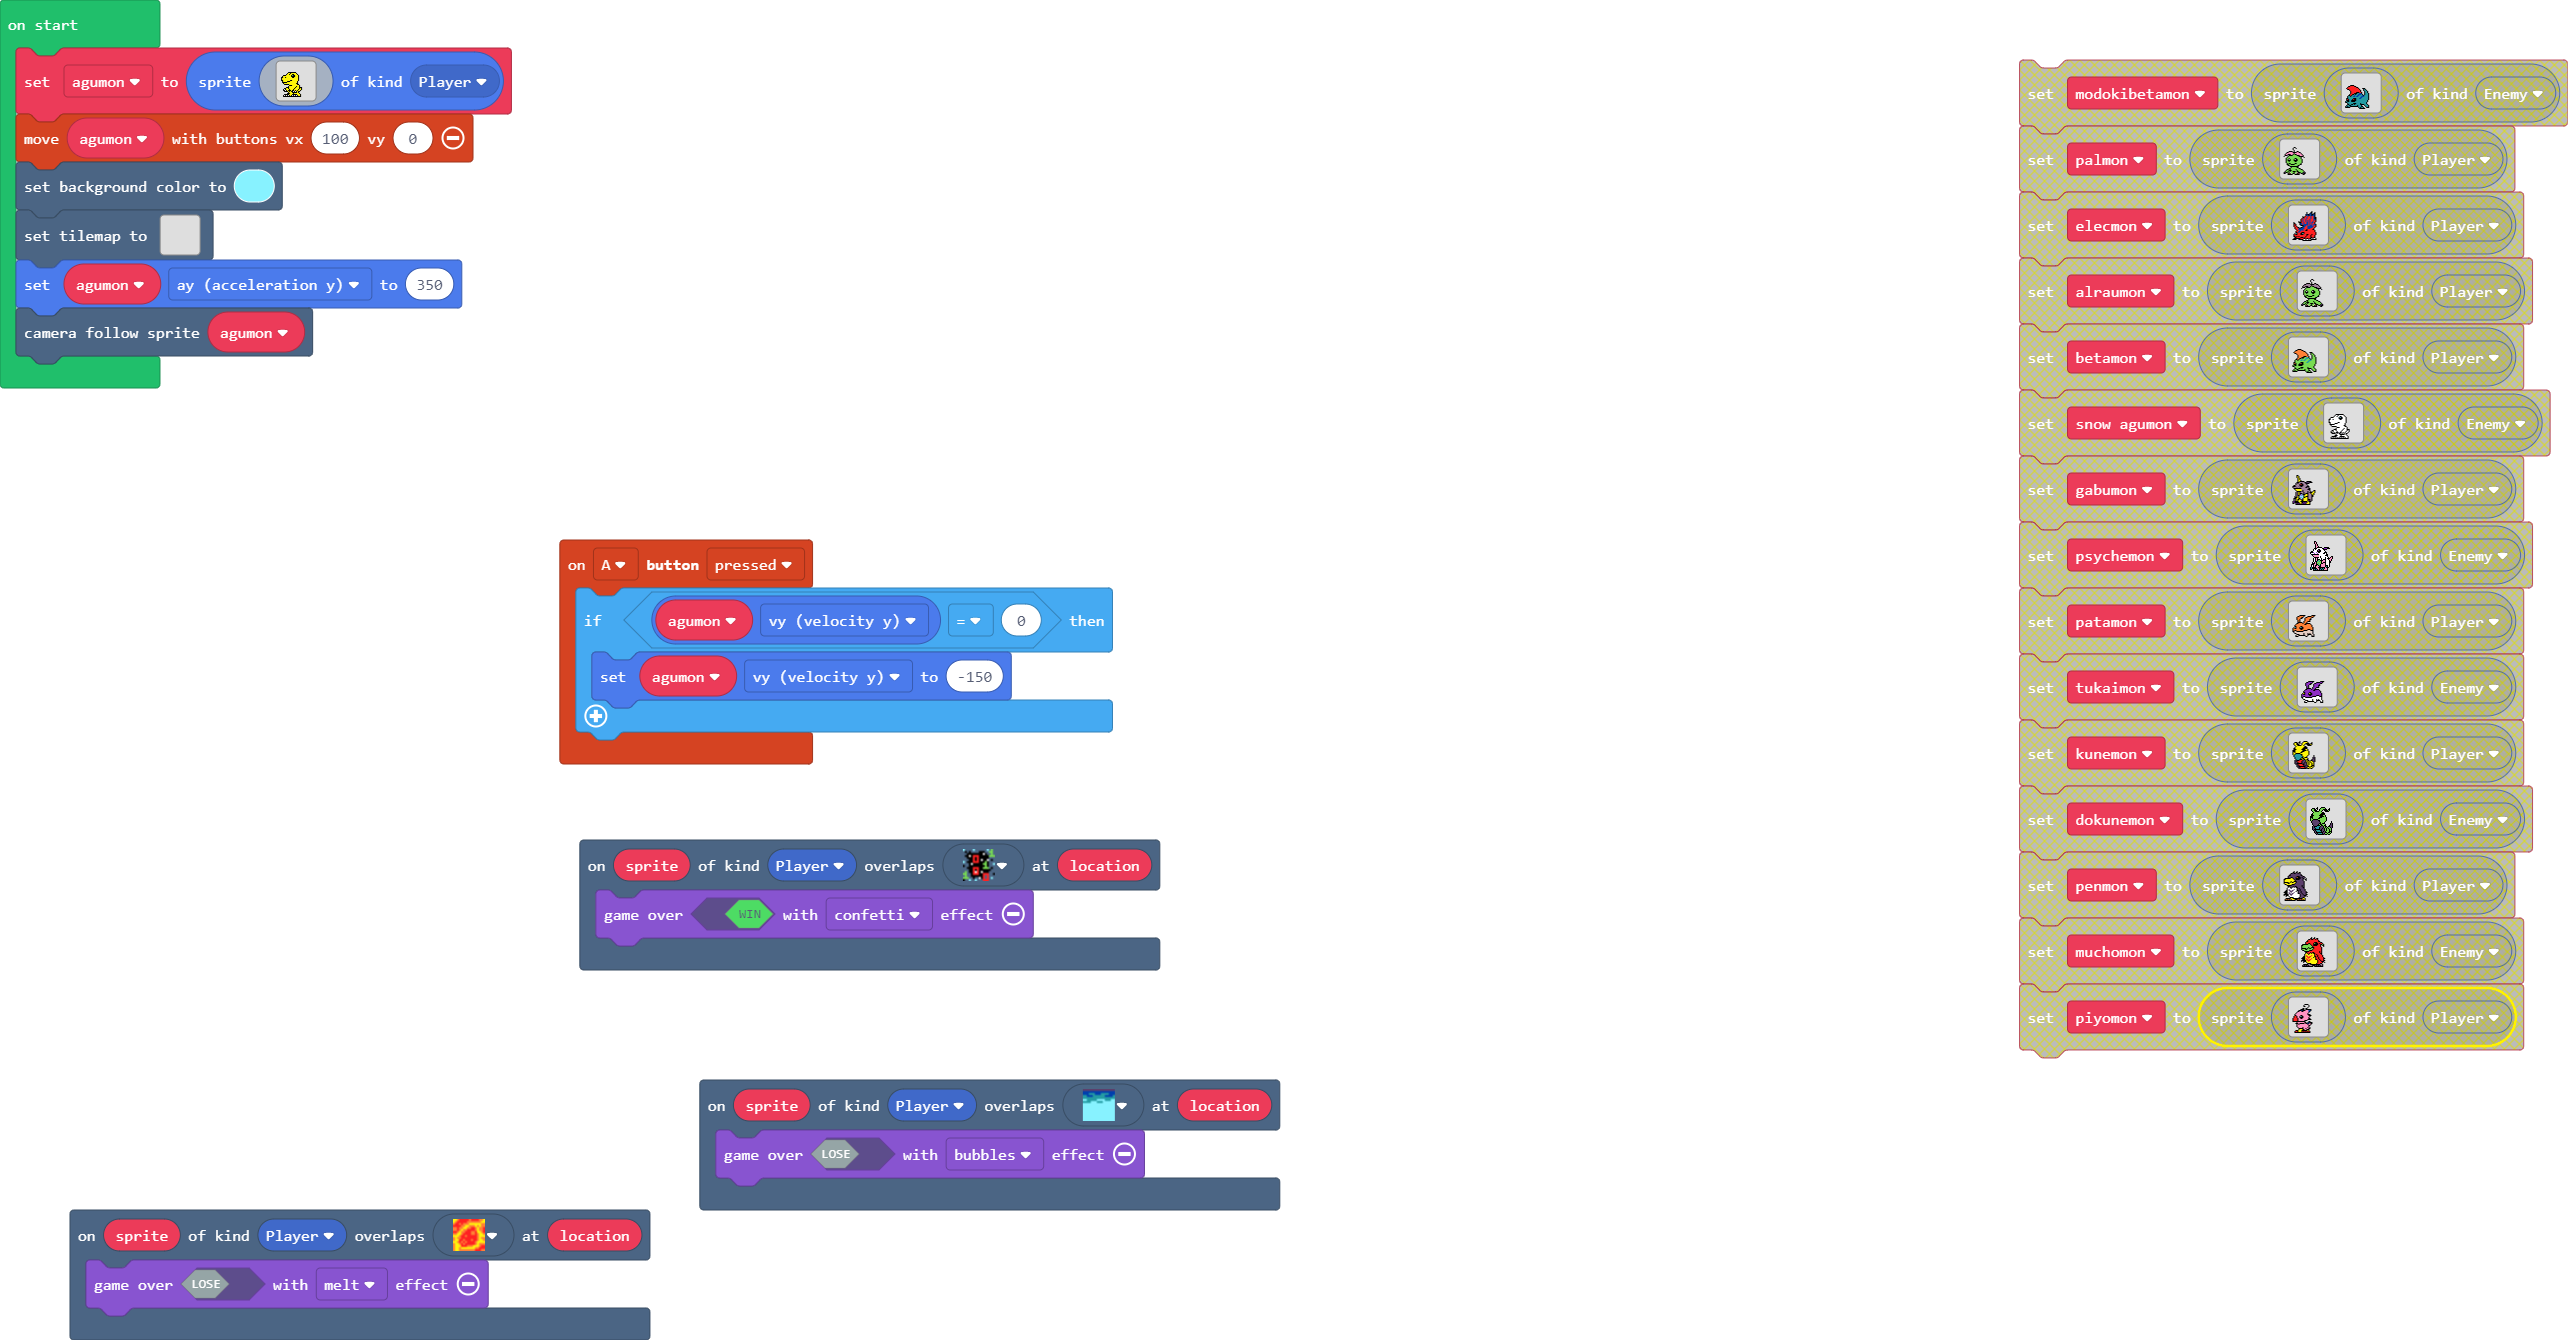 on start
set agumon to sprite of kind Player
move agumon with buttons vx 100 vy 0
set background color to
set tilemap to
set agumon ay (acceleration y) to 350
camera follow sprite agumon
on A button pressed
if agumon vy (velocity y) = 0 then
set agumon vy (velocity y) to -150
on sprite of kind Player overlaps at location
game over WIN with confetti effect
on sprite of kind Player overlaps at location
game over LOSE with bubbles effect
on sprite of kind Player overlaps at location
game over LOSE with melt effect
set modokibetamon to sprite of kind Enemy
set palmon to sprite of kind Player
set elecmon to sprite of kind Player
set alraumon to sprite of kind Player
set betamon to sprite of kind Player
set snow agumon to sprite of kind Enemy
set gabumon to sprite of kind Player
set psychemon to sprite of kind Enemy
set patamon to sprite of kind Player
set tukaimon to sprite of kind Enemy
set kunemon to sprite of kind Player
set dokunemon to sprite of kind Enemy
set penmon to sprite of kind Player
set muchomon to sprite of kind Enemy
set piyomon to sprite of kind Player